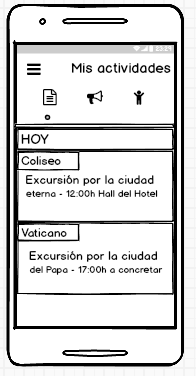 Mis actividades
HOY
Coliseo
Excursión por la ciudad
eterna - 12:00h Hall del Hotel
Vaticano
Excursión por la ciudad
del Papa - 17:00h a concretar